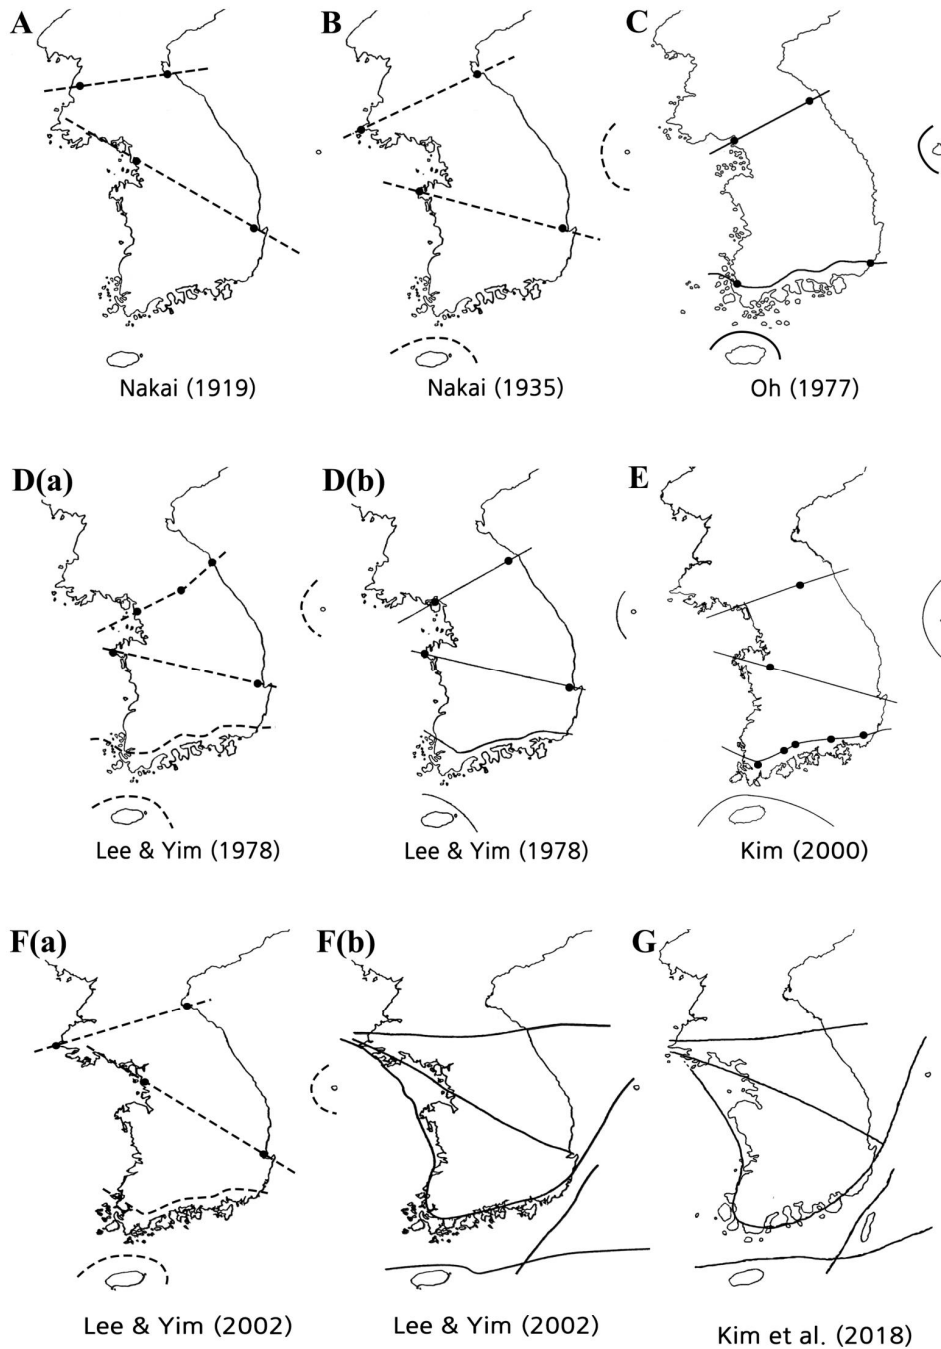 A B C
Nakai (1919) Nakai (1935) Oh (1977)
D(a) D(b) E
Lee & Yim (1978) Lee & Yim (1978) Kim (2000)
F(a) F(b) G
Lee & Yim (2002) Lee & Yim (2002) Kim et al. (2018)